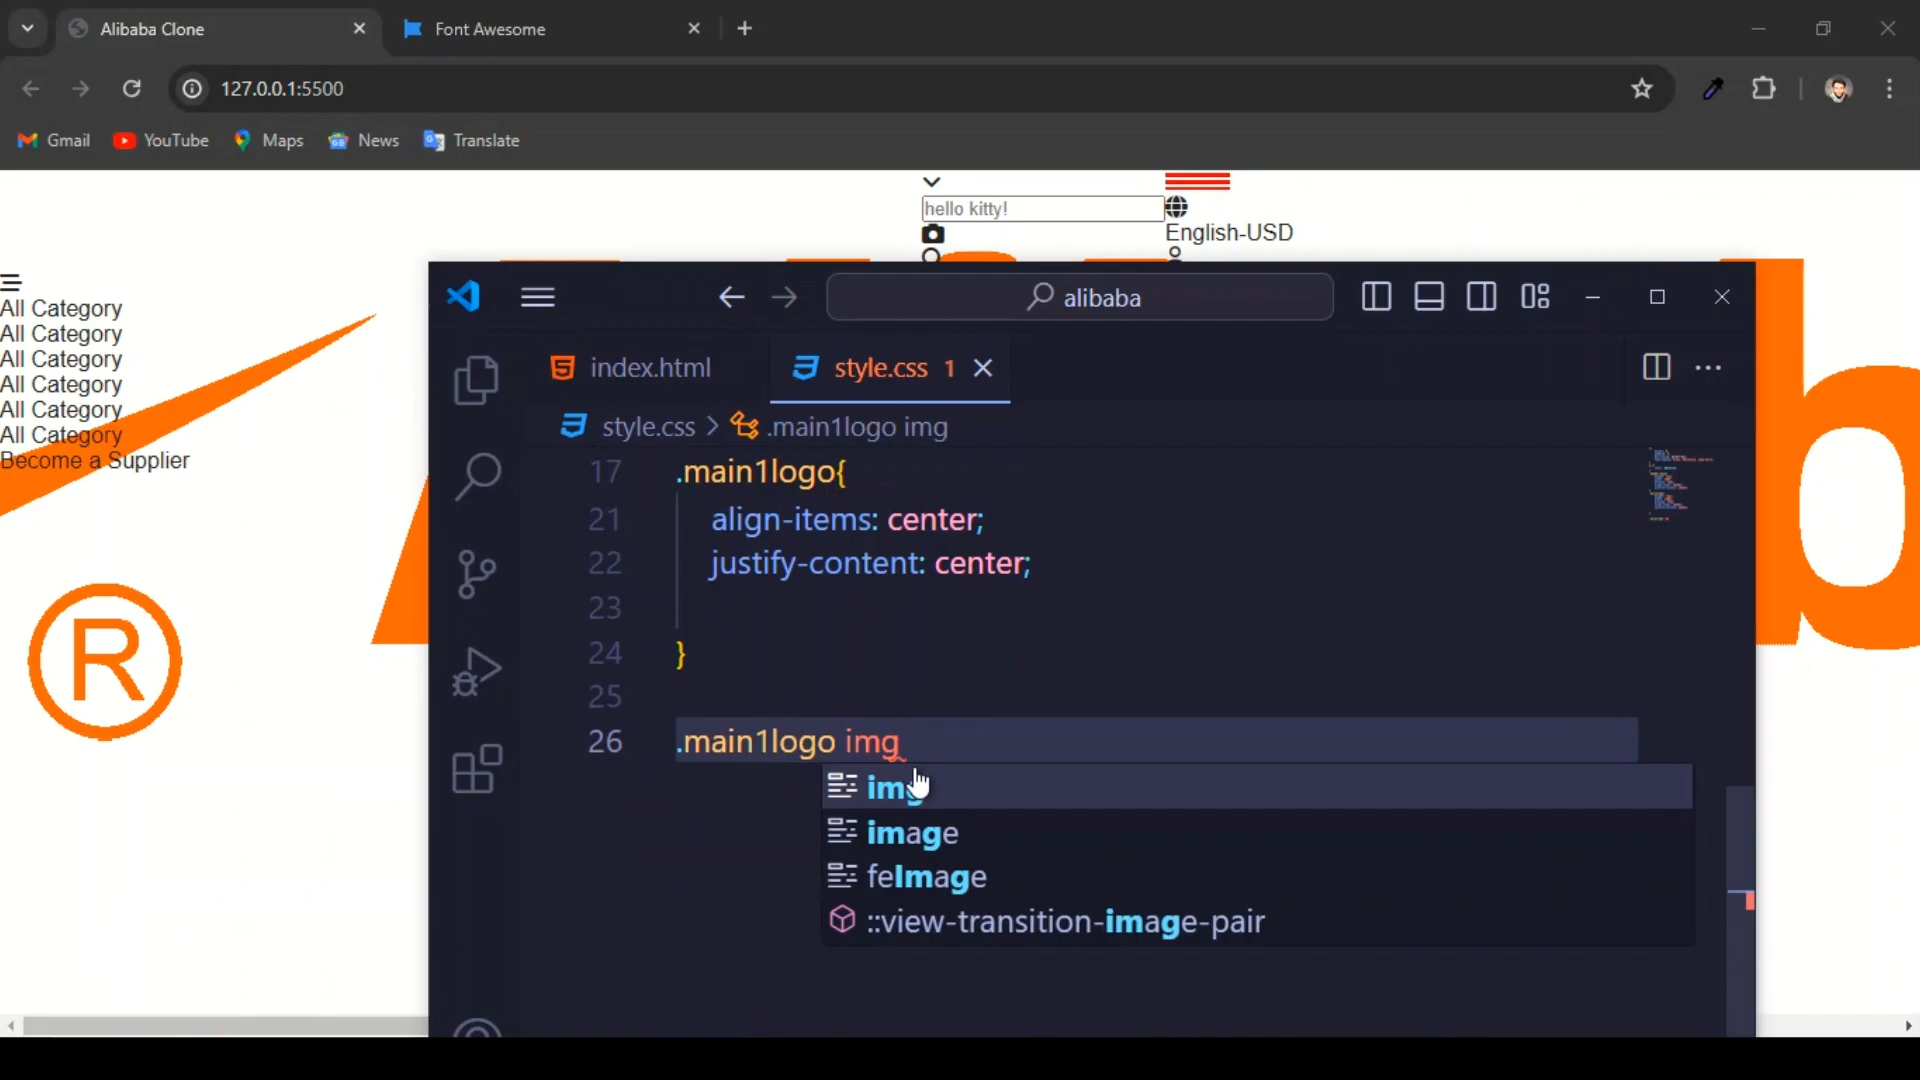 Alibaba Clone
Font Awesome
127.0.0.1:5500
Gmail
YouTube
Maps
News
Translate
hello kitty!
English-USD
All Category
All Category
All Category
All Category
All Category
All Category
Become a Supplier
R
b
alibaba
index.html
style.css 1
style.css > .main1logo img
17 .main1logo{
21 align-items: center;
22 justify-content: center;
23
24 }
25
26 .main1logo img
img
image
feImage
::view-transition-image-pair